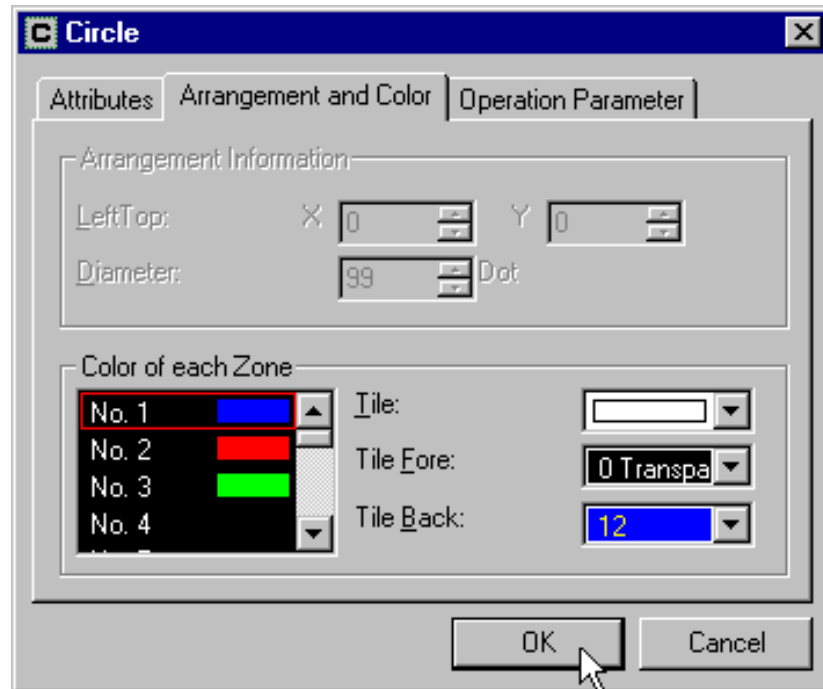 Circle
Attributes Arrangement and Color Operation Parameter
Arrangement Information
LeftTop: X 0 Y 0
Diameter: 99 Dot
Color of each Zone
No. 1 Tile:
No. 2 Tile Fore: 0 Transpa
No. 3
No. 4 Tile Back: 12
OK Cancel